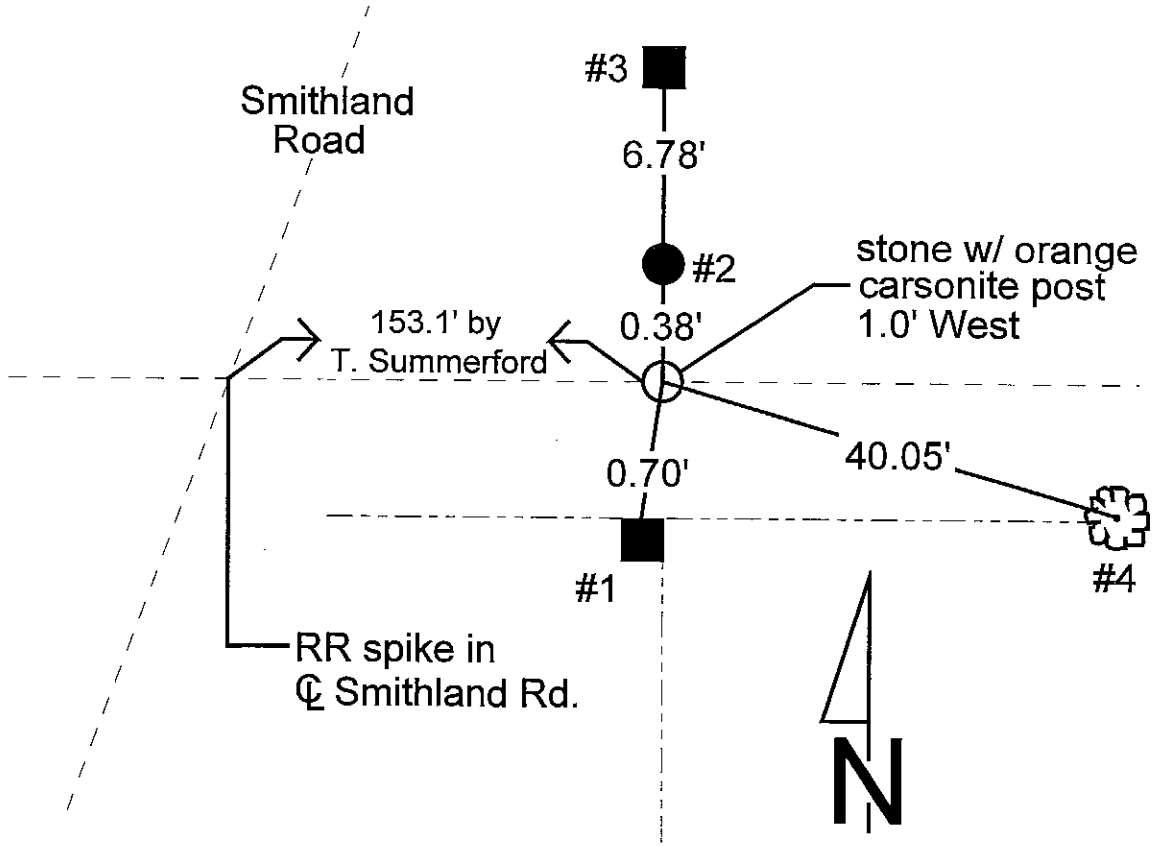 #3
Smithland
Road
6.78'
#2
stone w/ orange
carsonite post
1.0' West
153.1' by
T. Summerford
0.38'
0.70'
40.05'
#1
#4
RR spike in
℄ Smithland Rd.
N